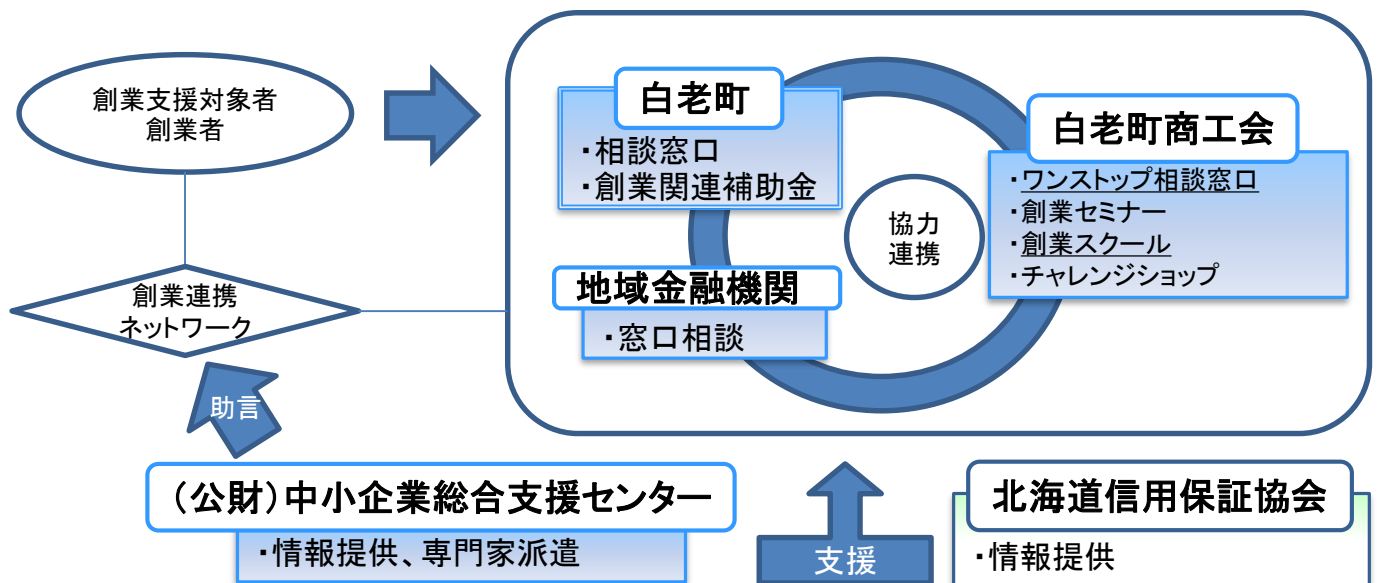 創業支援対象者
創業者
白老町
・相談窓口
・創業関連補助金
白老町商工会
・ワンストップ相談窓口
・創業セミナー
・創業スクール
・チャレンジショップ
協力
連携
地域金融機関
・窓口相談
創業連携
ネットワーク
助言
(公財)中小企業総合支援センター
・情報提供、専門家派遣
支援
北海道信用保証協会
・情報提供